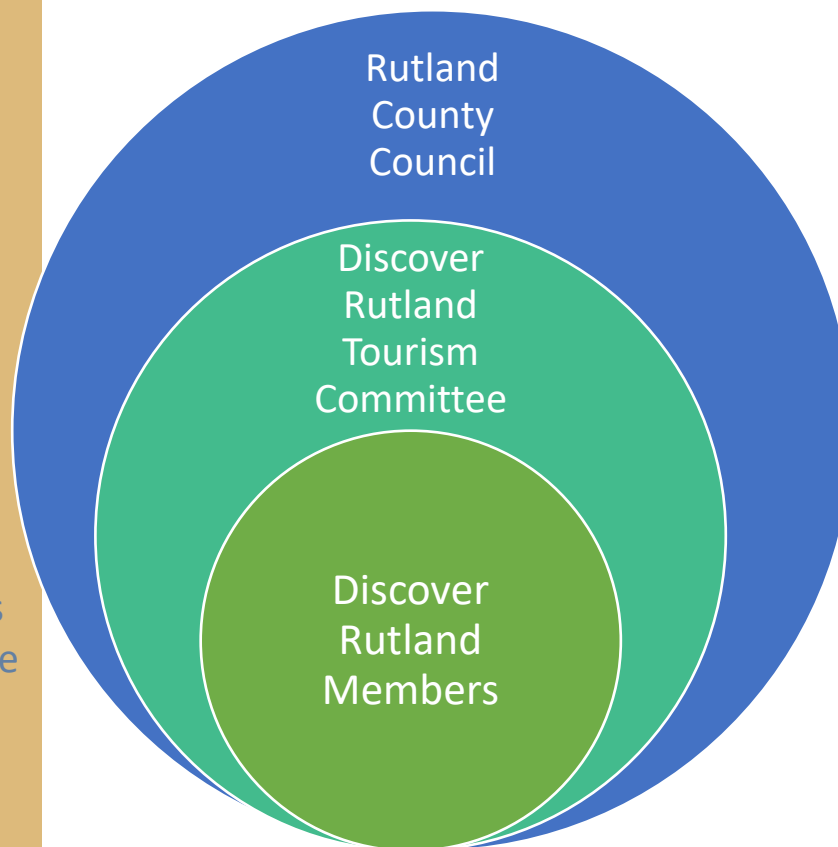 Rutland
County
Council
Discover
Rutland
Tourism
Committee
Discover
Rutland
Members